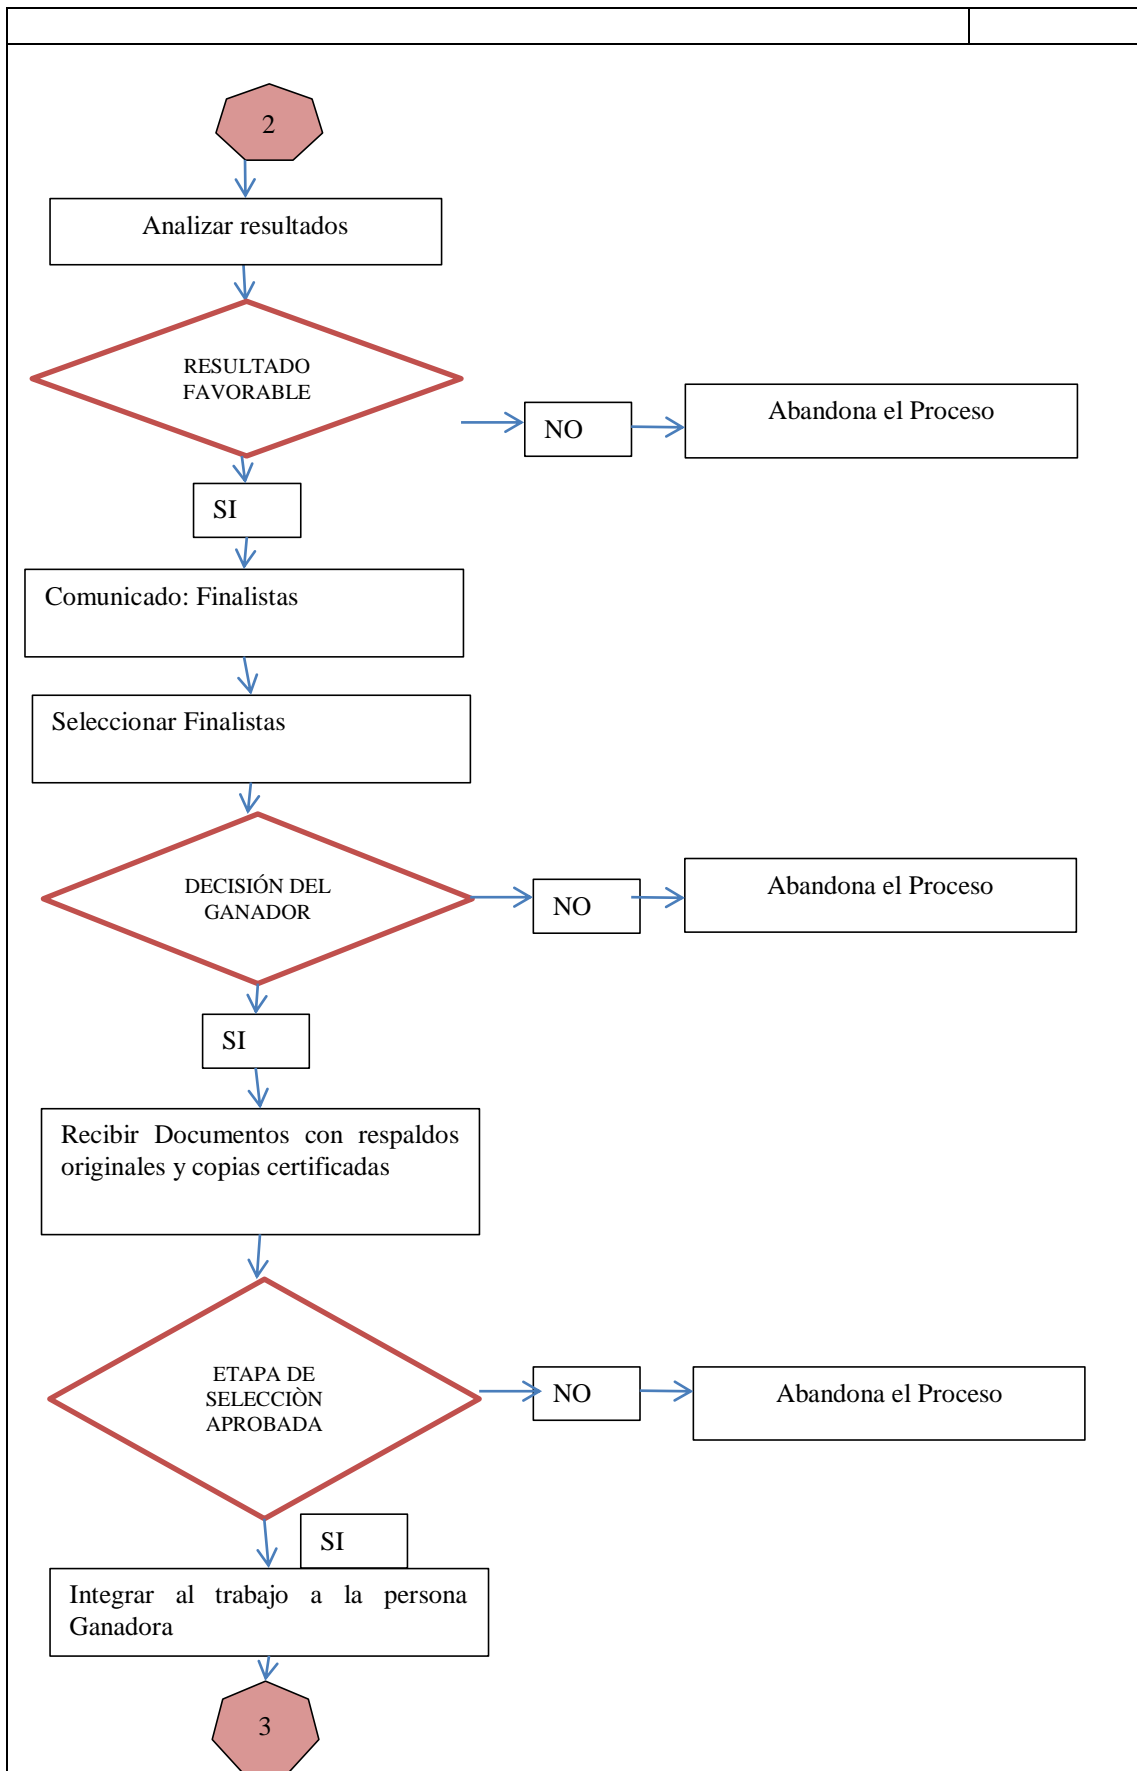 2
Analizar resultados
RESULTADO
FAVORABLE
NO
Abandona el Proceso
SI
Comunicado: Finalistas
Seleccionar Finalistas
DECISIÓN DEL
GANADOR
NO
Abandona el Proceso
SI
Recibir Documentos con respaldos
originales y copias certificadas
ETAPA DE
SELECCIÒN
APROBADA
NO
Abandona el Proceso
SI
Integrar al trabajo a la persona
Ganadora
3